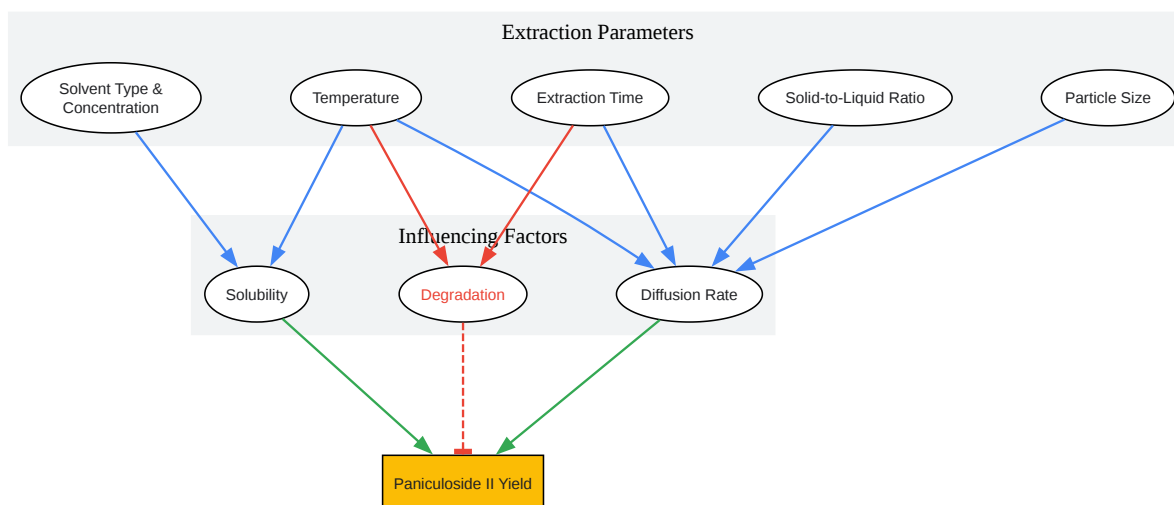 Extraction Parameters
Solvent Type &
Concentration
Temperature
Extraction Time
Solid-to-Liquid Ratio
Particle Size
Influencing Factors
Solubility
Degradation
Diffusion Rate
Paniculoside II Yield